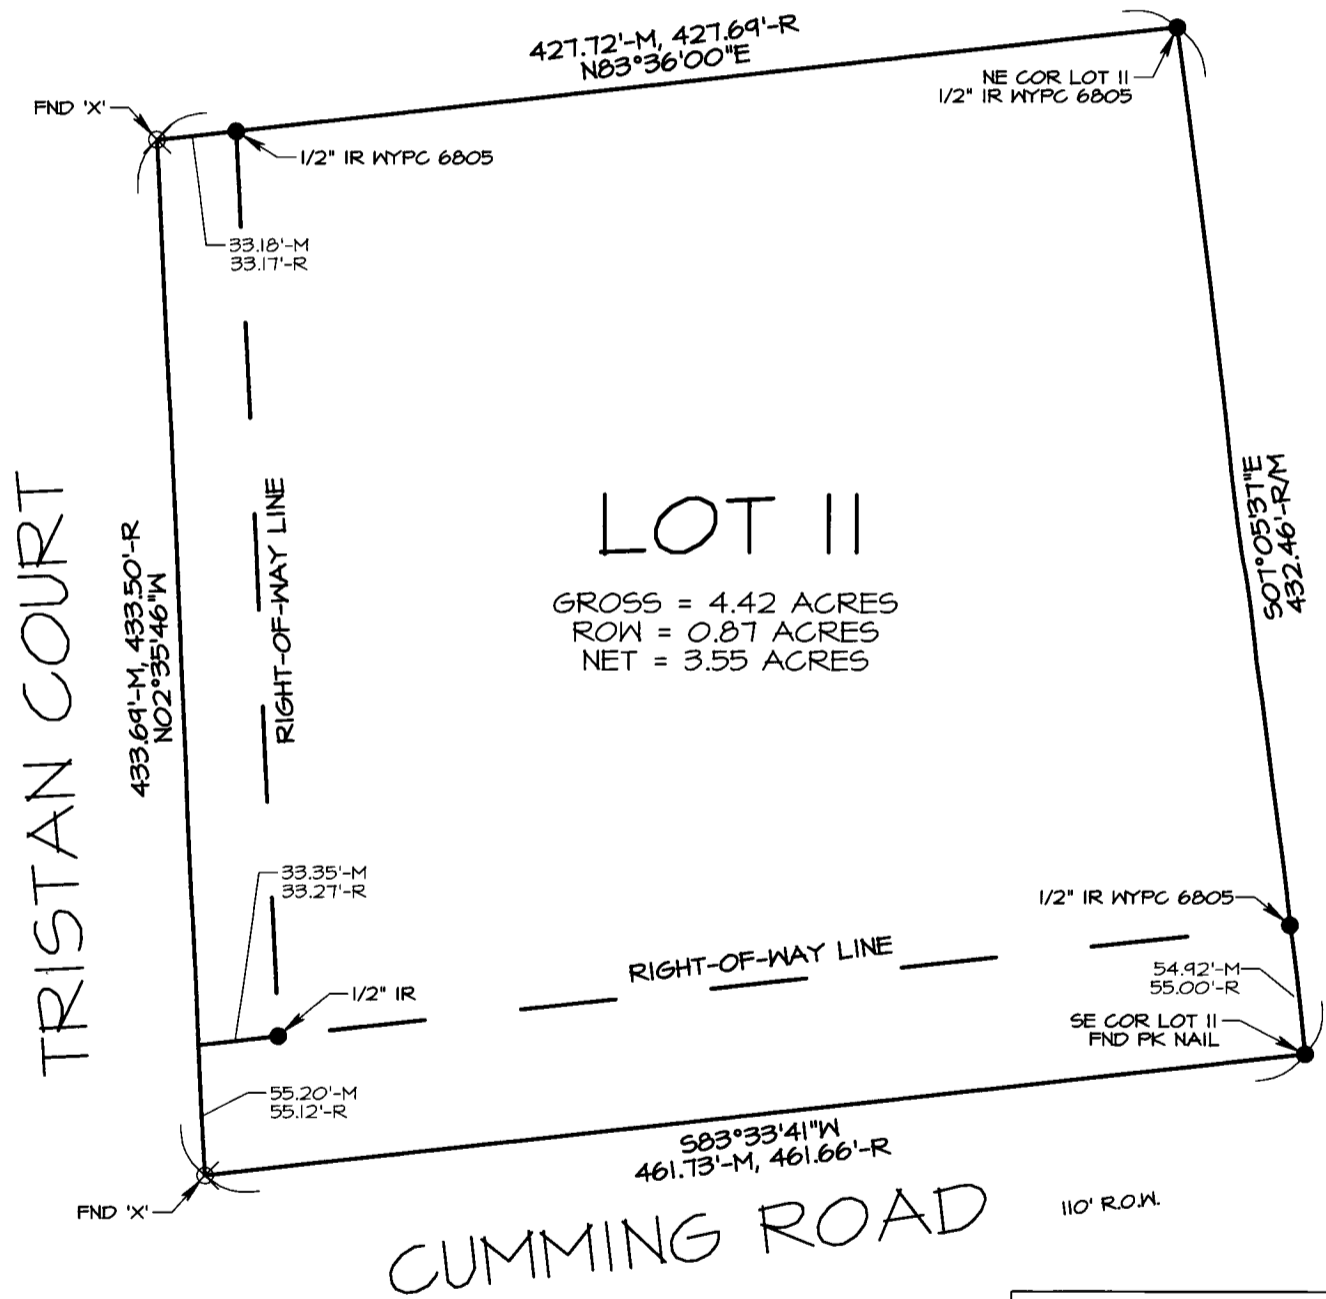 427.72'-M, 427.69'-R
N83°36'00"E
NE COR LOT 11
1/2" IR WYPC 6805
FND 'X'
1/2" IR WYPC 6805
33.18'-M
33.17'-R
TRISTAN COURT
433.69'-M, 433.50'-R
N02°35'46"W
RIGHT-OF-WAY LINE
LOT 11
GROSS = 4.42 ACRES
ROW = 0.87 ACRES
NET = 3.55 ACRES
S07°05'37"E
432.46'-R/M
33.35'-M
33.27'-R
1/2" IR WYPC 6805
RIGHT-OF-WAY LINE
54.92'-M
55.00'-R
1/2" IR
SE COR LOT 11
FND PK NAIL
55.20'-M
55.12'-R
S83°33'41"W
461.73'-M, 461.66'-R
FND 'X'
CUMMING ROAD
110' R.O.W.